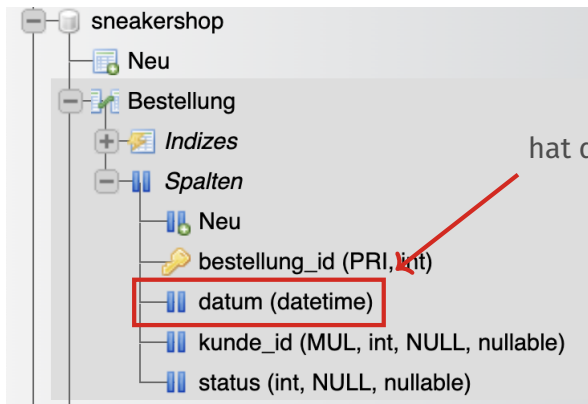 sneakershop
Neu
Bestellung
Indizes
hat
Spalten
Neu
bestellung_id (PRI, int)
datum (datetime)
kunde_id (MUL, int, NULL, nullable)
status (int, NULL, nullable)